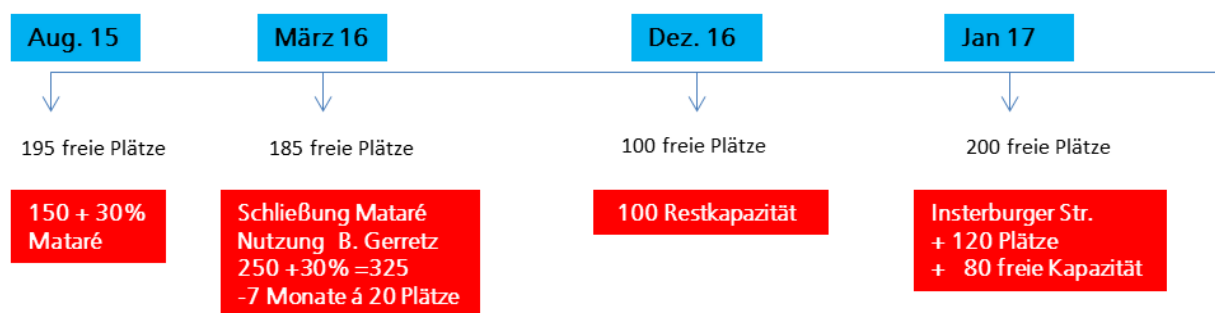 Aug. 15
März 16
Dez. 16
Jan 17
195 freie Plätze
185 freie Plätze
100 freie Plätze
200 freie Plätze
150 + 30%
Mataré
Schließung Mataré
Nutzung B. Gerretz
250 +30% =325
-7 Monate á 20 Plätze
100 Restkapazität
Insterburger Str.
+ 120 Plätze
+ 80 freie Kapazität